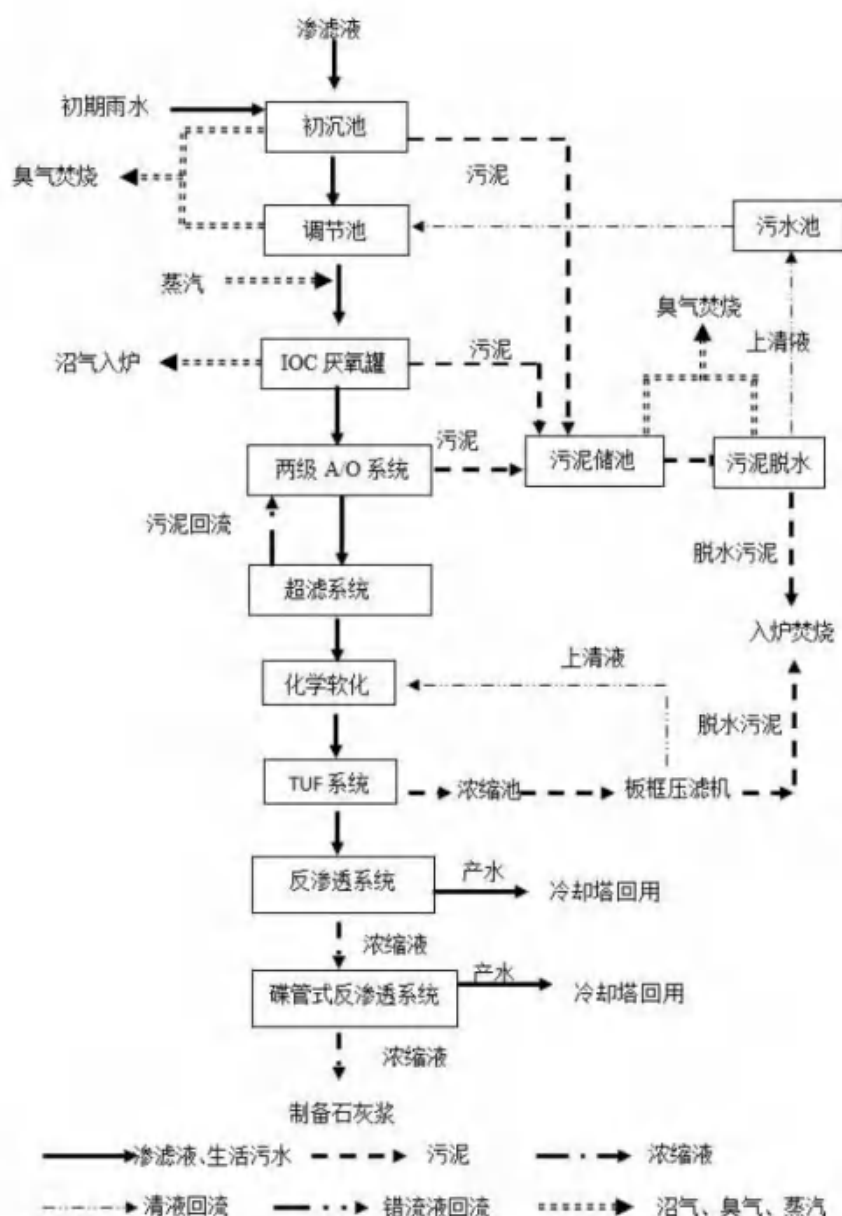 渗滤液
初期雨水
初沉池
臭气焚烧
污泥
调节池
污水池
蒸汽
臭气焚烧
沼气入炉
IOC 厌氧罐
污泥
上清液
两级 A/O 系统
污泥
污泥储池
污泥脱水
污泥回流
脱水污泥
超滤系统
入炉焚烧
化学软化
上清液
脱水污泥
TUF 系统
浓缩池
板框压滤机
反渗透系统
产水
冷却塔回用
浓缩液
碟管式反渗透系统
产水
冷却塔回用
浓缩液
制备石灰浆
渗滤液、生活污水
污泥
浓缩液
清液回流
错流液回流
沼气、臭气、蒸汽